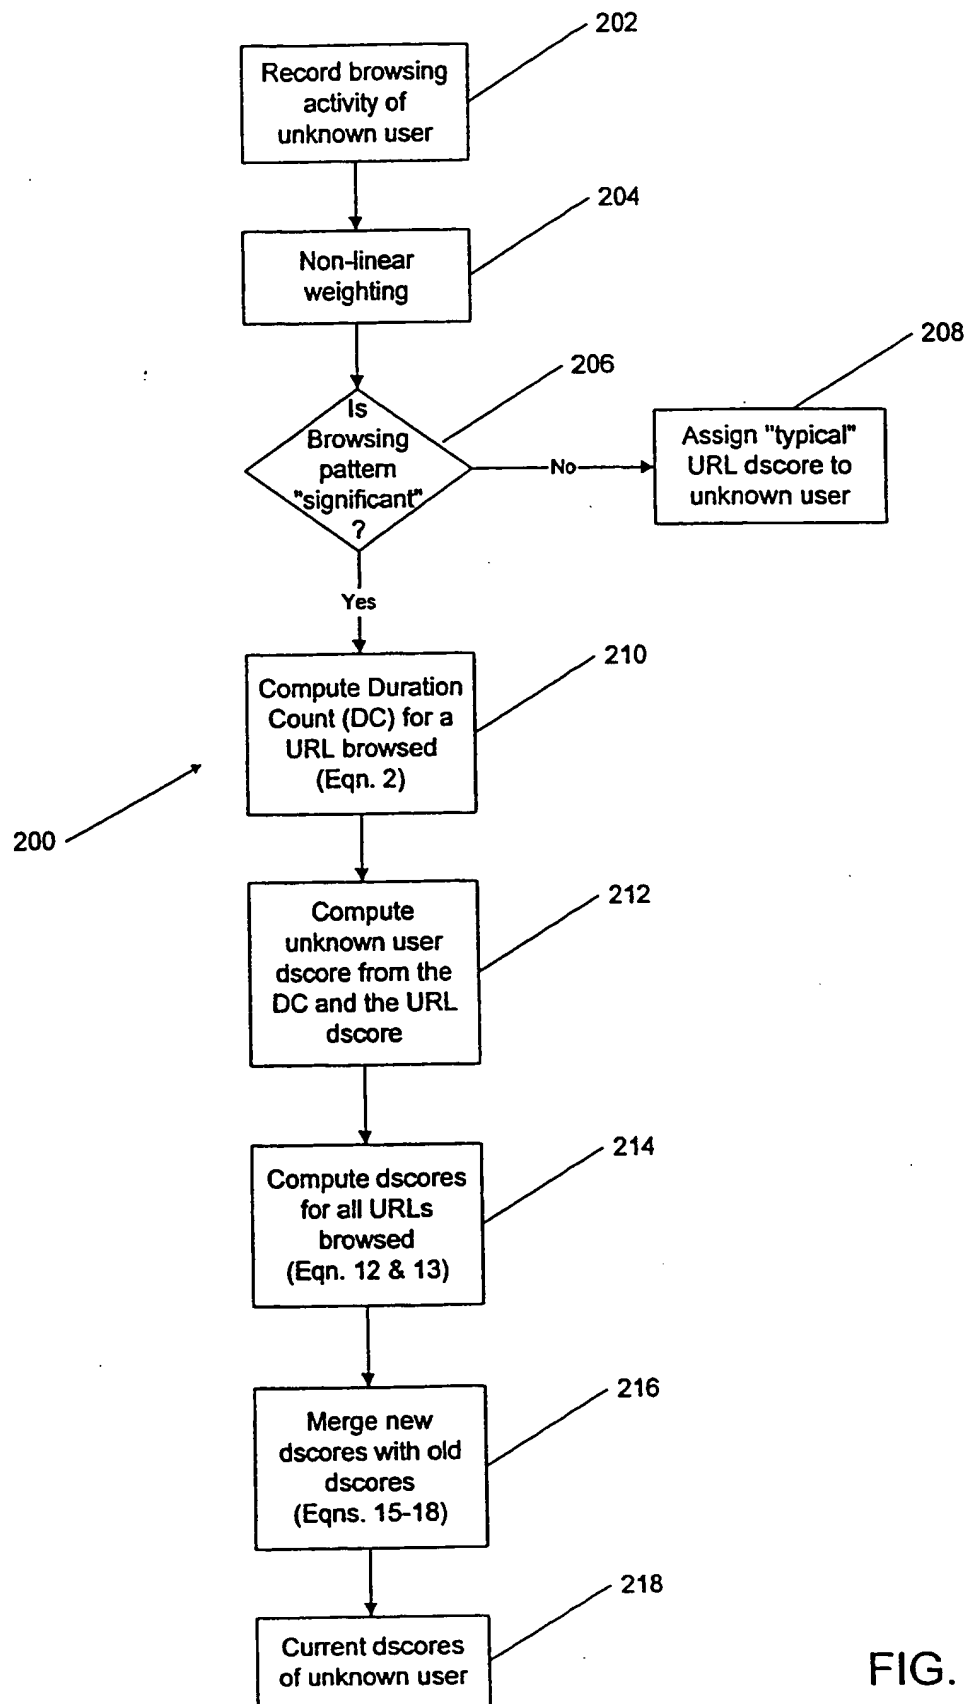 202
Record browsing
activity of
unknown user
204
Non-linear
weighting
206
Is
Browsing
pattern
"significant"
?
No
208
Assign "typical"
URL dscore to
unknown user
Yes
210
Compute Duration
Count (DC) for a
URL browsed
(Eqn. 2)
200
212
Compute
unknown user
dscore from the
DC and the URL
dscore
214
Compute dscores
for all URLs
browsed
(Eqn. 12 & 13)
216
Merge new
dscores with old
dscores
(Eqns. 15-18)
218
Current dscores
of unknown user
FIG.